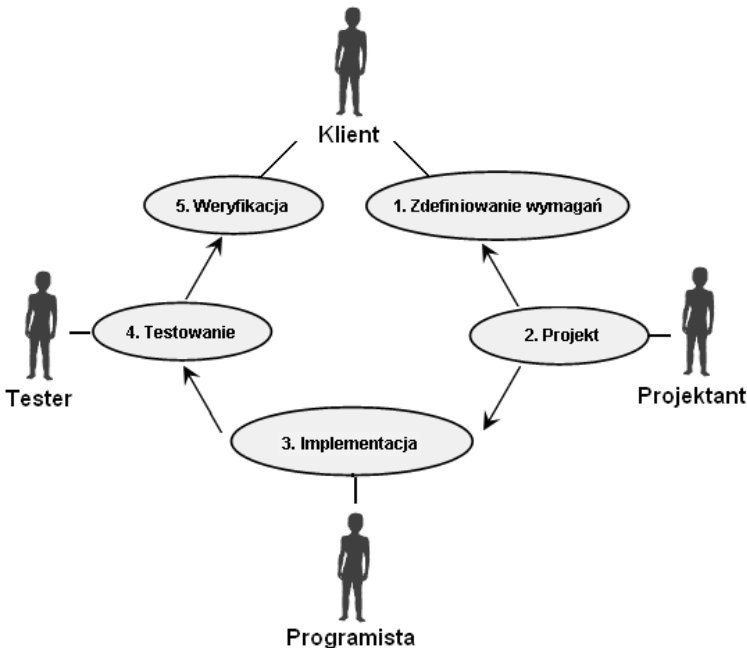 Klient
5. Weryfikacja
1. Zdefiniowanie wymagań
4. Testowanie
2. Projekt
Tester
Projektant
3. Implementacja
Programista